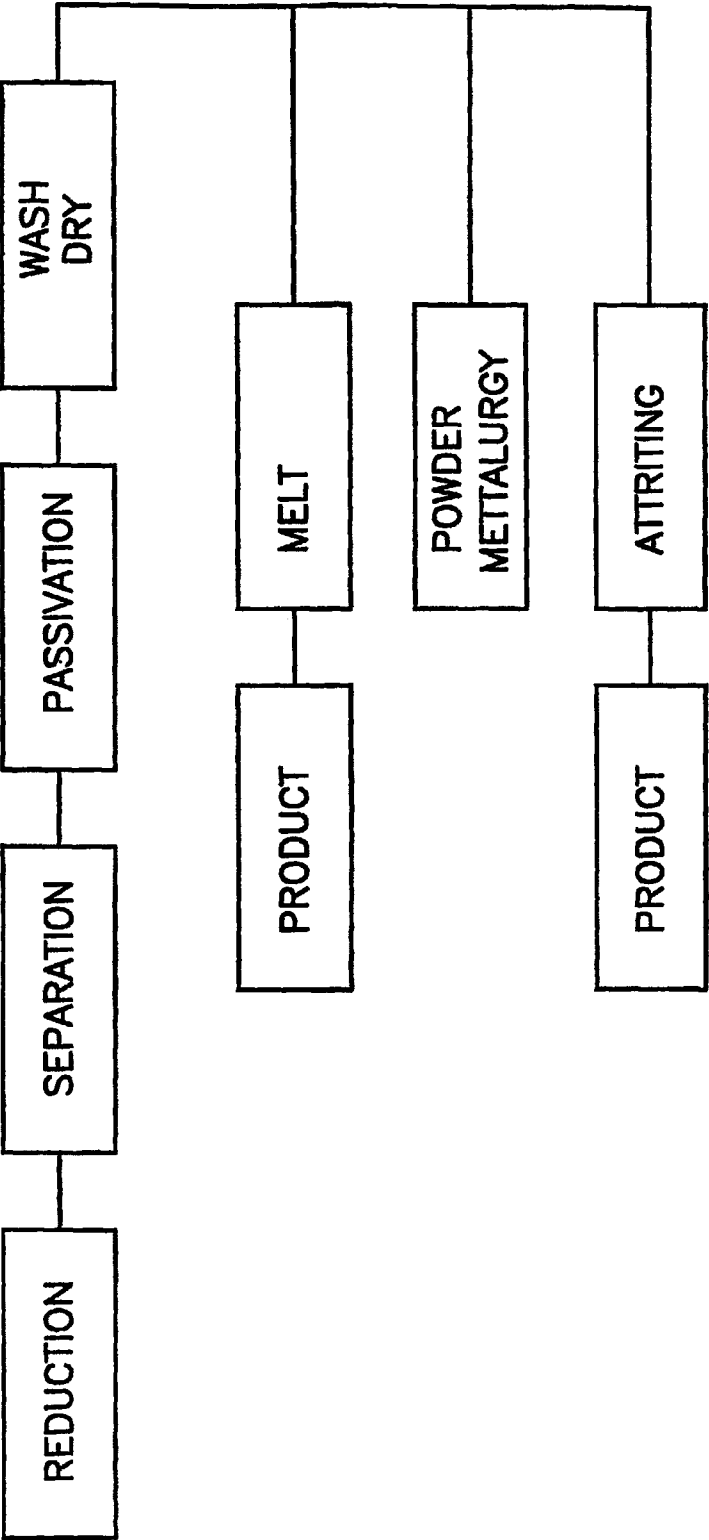 REDUCTION
SEPARATION
PASSIVATION
WASH
DRY
PRODUCT
MELT
POWDER
METTALURGY
PRODUCT
ATTRITING